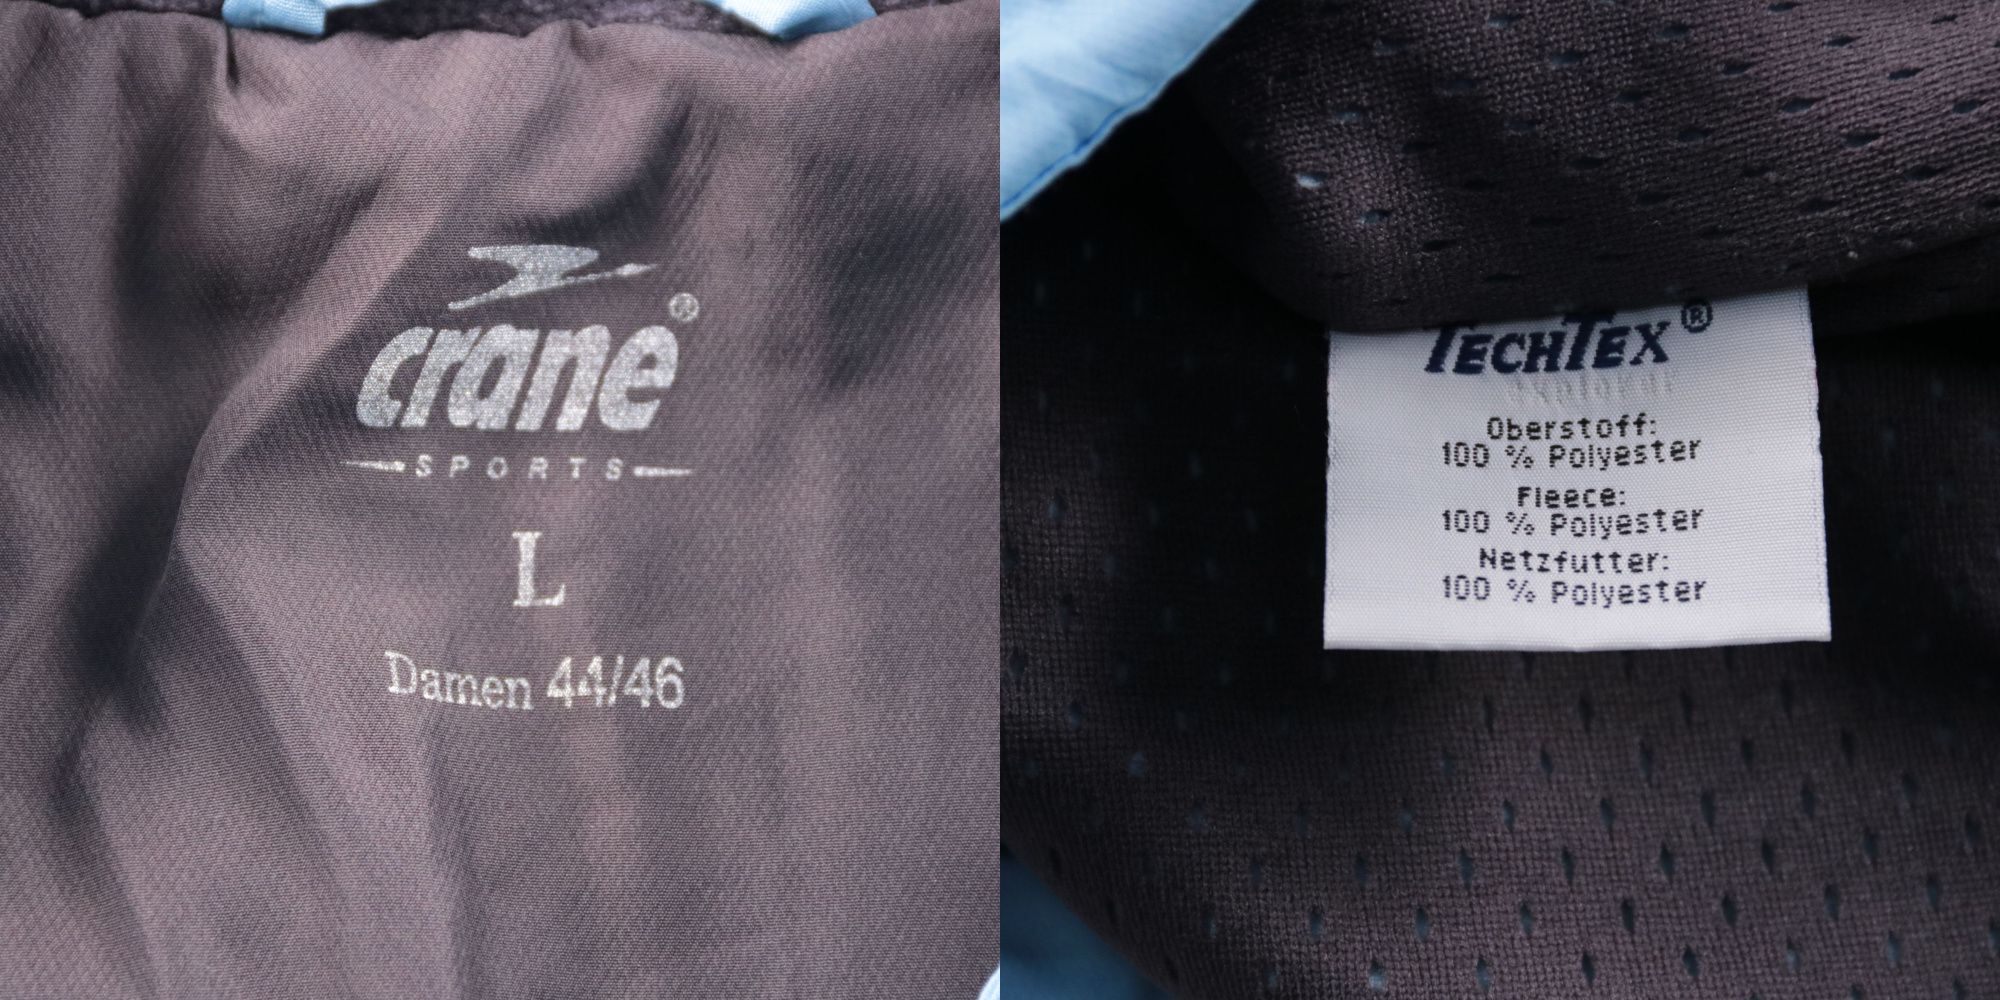 crane®
SPORTS
L
Damen 44/46
TECHTEX®
Oberstoff:
100 % Polyester
Fleece:
100 % Polyester
Netzfutter:
100 % Polyester